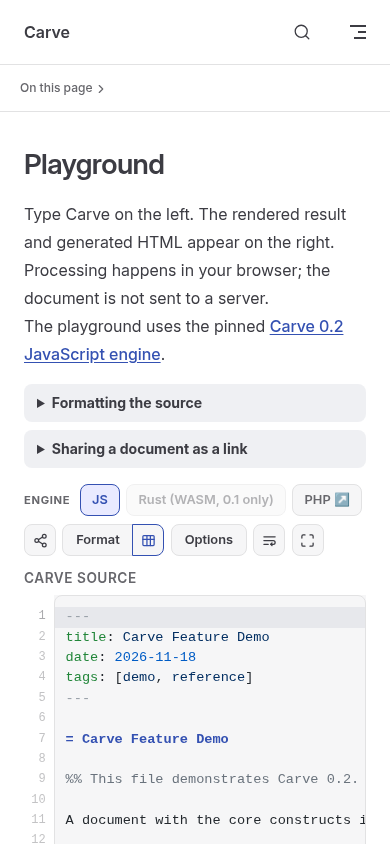 Carve
On this page
Playground
Type Carve on the left. The rendered result
and generated HTML appear on the right.
Processing happens in your browser; the
document is not sent to a server.
The playground uses the pinned Carve 0.2
JavaScript engine.
Formatting the source
Sharing a document as a link
ENGINE JS Rust (WASM, 0.1 only) PHP ↗
Format Options
CARVE SOURCE
1 ---
2 title: Carve Feature Demo
3 date: 2026-11-18
4 tags: [demo, reference]
5 ---
6
7 = Carve Feature Demo
8
9 %% This file demonstrates Carve 0.2.
10
11 A document with the core constructs i
12